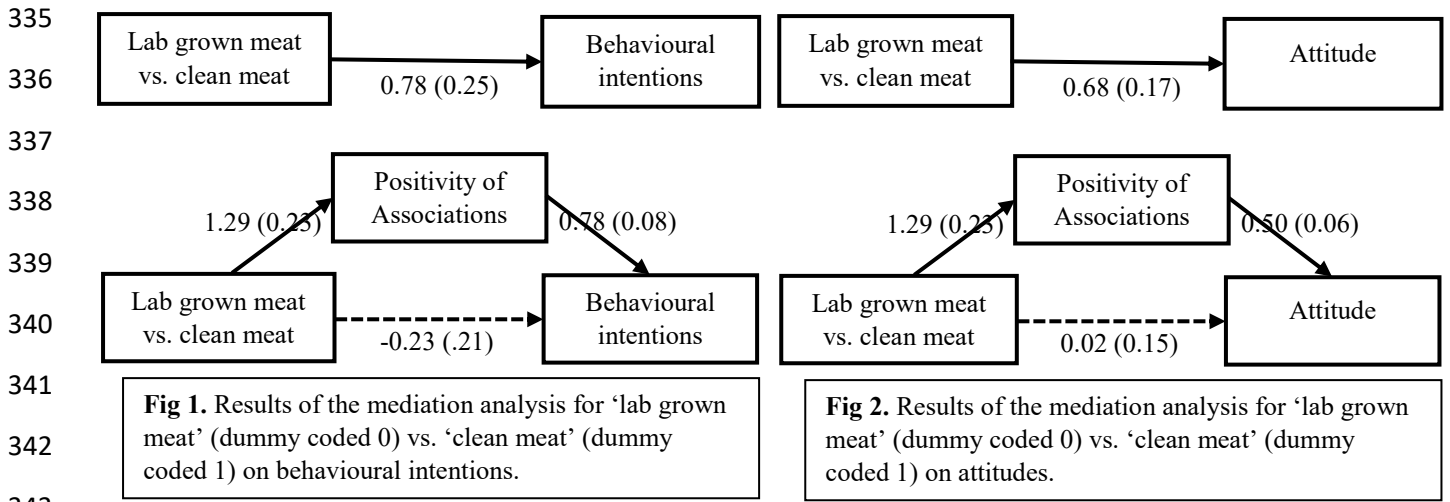 335
Lab grown meat
vs. clean meat
Behavioural
intentions
Lab grown meat
vs. clean meat
Attitude
336
0.78 (0.25)
0.68 (0.17)
337
Positivity of
Associations
Positivity of
Associations
338
1.29 (0.23)
0.78 (0.08)
1.29 (0.23)
0.50 (0.06)
339
Lab grown meat
vs. clean meat
Behavioural
intentions
Lab grown meat
vs. clean meat
Attitude
340
-0.23 (.21)
0.02 (0.15)
341
Fig 1. Results of the mediation analysis for ‘lab grown
meat’ (dummy coded 0) vs. ‘clean meat’ (dummy
coded 1) on behavioural intentions.
Fig 2. Results of the mediation analysis for ‘lab grown
meat’ (dummy coded 0) vs. ‘clean meat’ (dummy
coded 1) on attitudes.
342